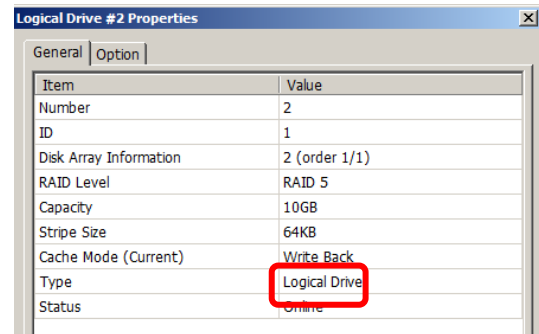 Logical Drive #2 Properties
General Option
Item Value
Number 2
ID 1
Disk Array Information 2 (order 1/1)
RAID Level RAID 5
Capacity 10GB
Stripe Size 64KB
Cache Mode (Current) Write Back
Type Logical Drive
Status Online